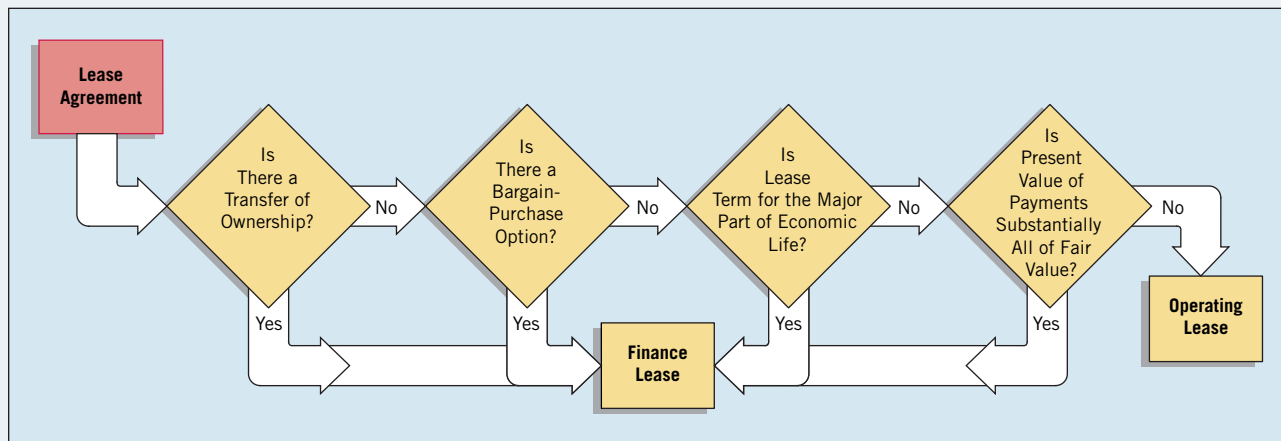 Lease
Agreement
Is
There a
Transfer of
Ownership?
No
Yes
Is
There a
Bargain-
Purchase
Option?
No
Yes
Is
Lease
Term for the Major
Part of Economic
Life?
No
Yes
Is
Present
Value of
Payments
Substantially
All of Fair
Value?
No
Yes
Finance
Lease
Operating
Lease